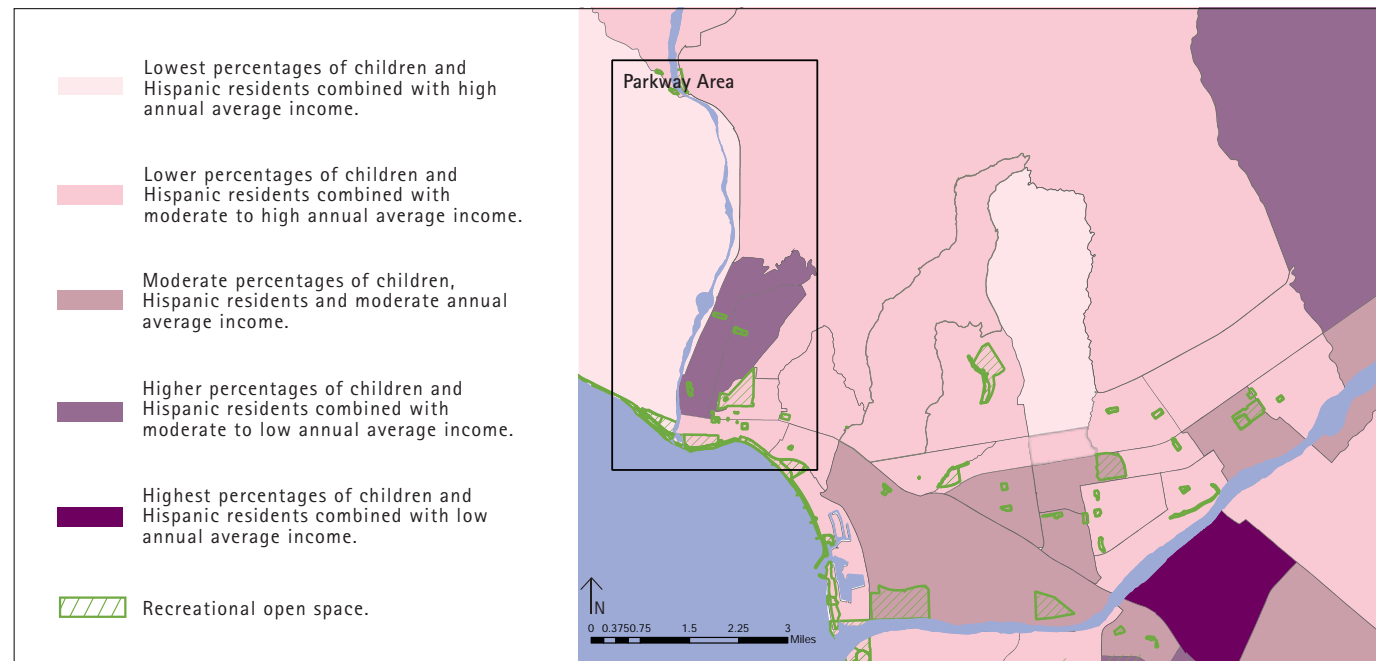 Lowest percentages of children and
Hispanic residents combined with high
annual average income.
Lower percentages of children and
Hispanic residents combined with
moderate to high annual average income.
Moderate percentages of children,
Hispanic residents and moderate annual
average income.
Higher percentages of children and
Hispanic residents combined with
moderate to low annual average income.
Highest percentages of children and
Hispanic residents combined with low
annual average income.
Recreational open space.
Parkway Area
N
0 0.375 0.75 1.5 2.25 3
Miles